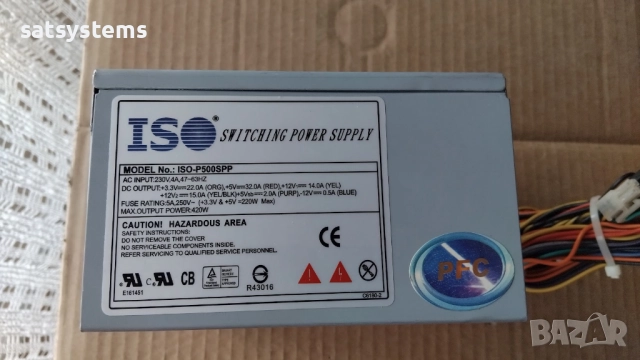 satsystems
ISO® SWITCHING POWER SUPPLY
MODEL No.: ISO-P500SPP
AC INPUT:230V,4A,47~63HZ
DC OUTPUT:+3.3V⎓22.0A (ORG),+5V⎓32.0A (RED),+12V⎓ 14.0A (YEL)
+12V⎓ 15.0A (YEL/BLK)+5Vsb⎓ 2.0A (PURP),-12V⎓ 0.5A (BLUE)
FUSE RATING:5A,250V~ (+3.3V & +5V =220W Max)
MAX.OUTPUT POWER:420W
CAUTION! HAZARDOUS AREA
SAFETY INSTRUCTIONS:
DO NOT REMOVE THE COVER
NO SERVICEABLE COMPONENTS INSIDE.
REFER SERVICING TO QUALIFIED SERVICE PERSONNEL.
CE
PFC
CB
E161451
R43016
BAZAR.bg